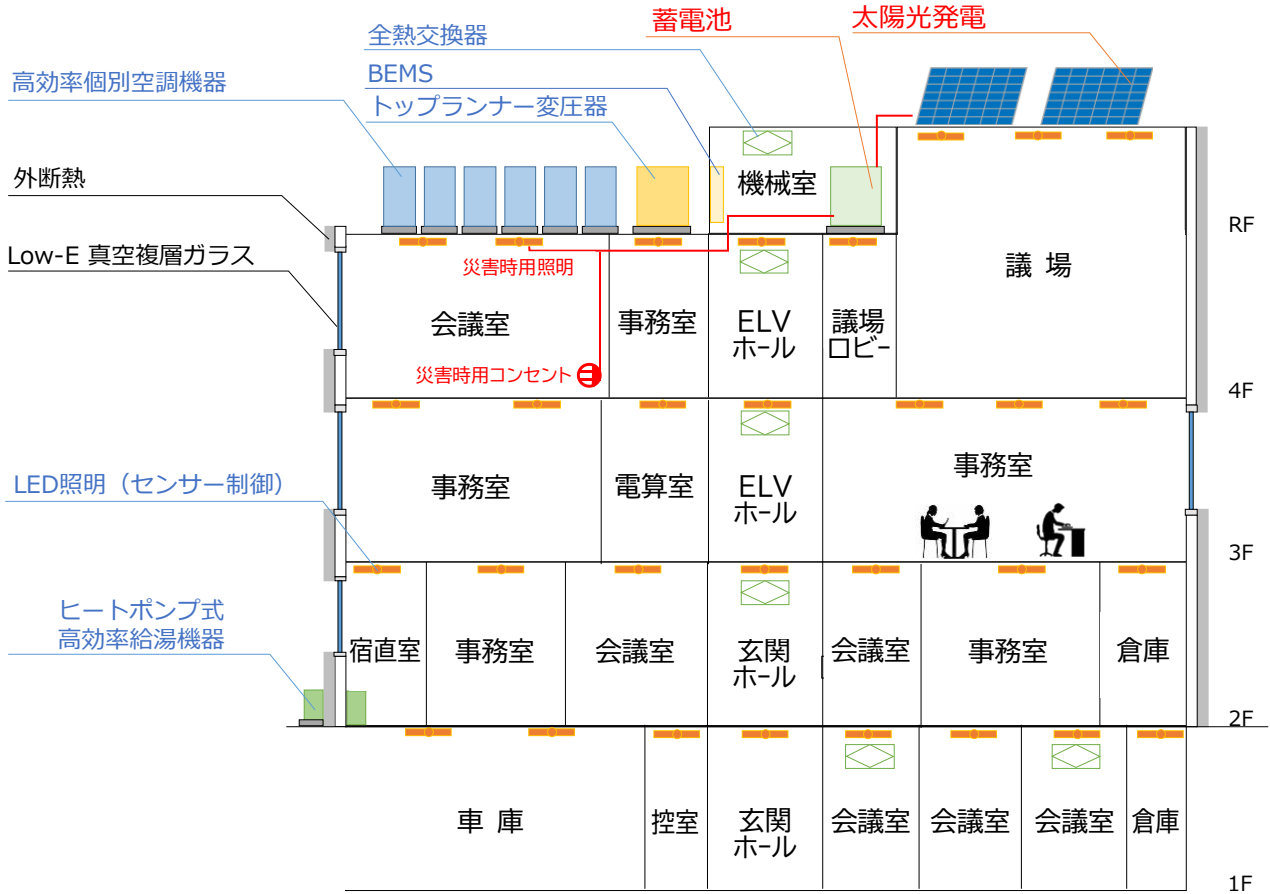 全熱交換器
蓄電池
太陽光発電
高効率個別空調機器
BEMS
トップランナー変圧器
外断熱
機械室
RF
Low-E 真空複層ガラス
災害時用照明
議 場
会議室
事務室
ELV
ホール
議場
ロビー
災害時用コンセント
4F
LED照明（センサー制御）
事務室
電算室
ELV
ホール
事務室
3F
ヒートポンプ式
高効率給湯機器
宿直室
事務室
会議室
玄関
ホール
会議室
事務室
倉庫
2F
車 庫
控室
玄関
ホール
会議室
会議室
会議室
倉庫
1F